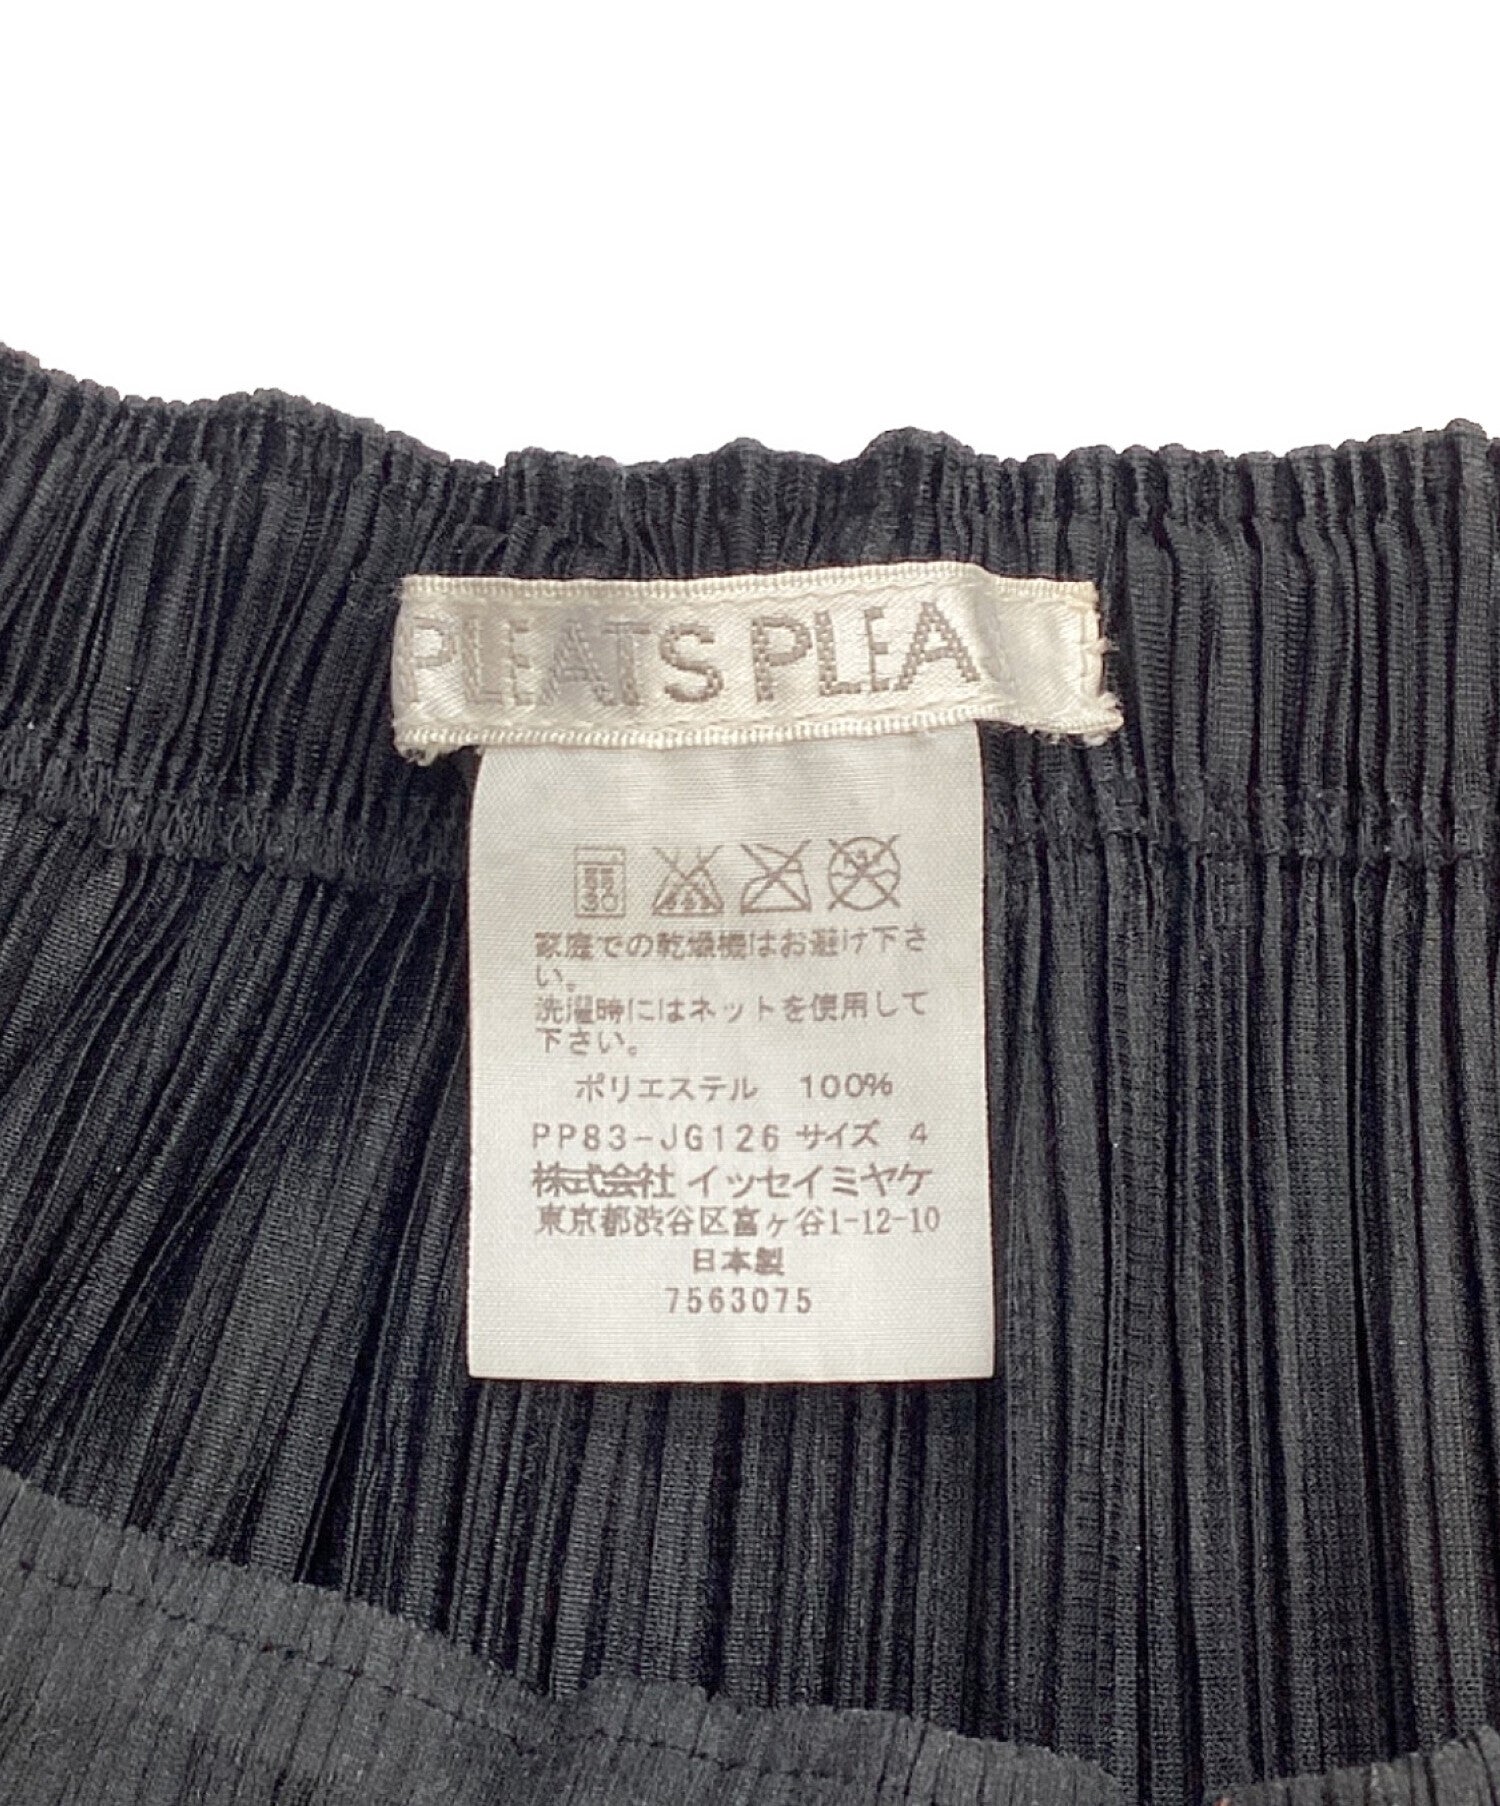 PLEATS PLEA
30
家庭での乾燥機はお避け下さ
い。
洗濯時にはネットを使用して
下さい。
ポリエステル 100%
PP83-JG126 サイズ 4
株式会社 イッセイミヤケ
東京都渋谷区富ヶ谷1-12-10
日本製
7563075